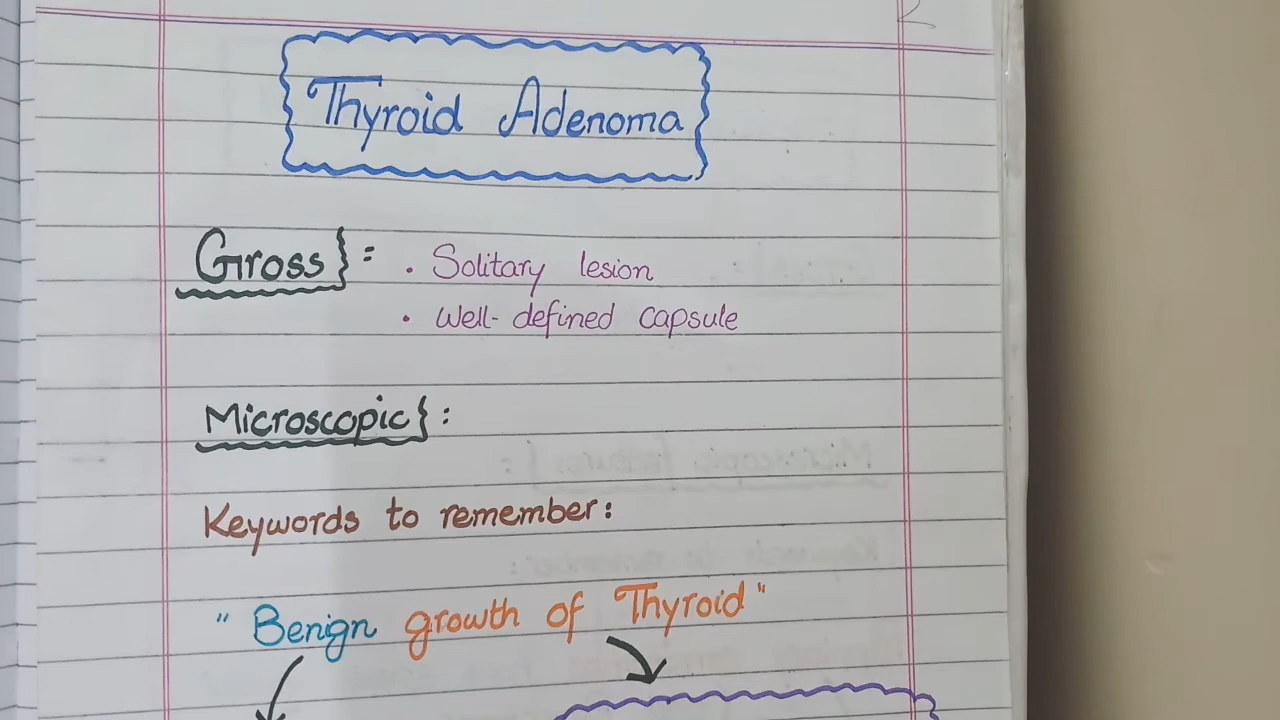 Thyroid Adenoma
Gross} : • Solitary lesion
• Well-defined capsule
Microscopic} :
Keywords to remember:
" Benign growth of Thyroid"